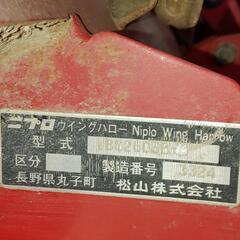 ニプロ ウイングハロー Niplo Wing Harrow
型式
区分 製造番号 3324
長野県丸子町 松山株式会社